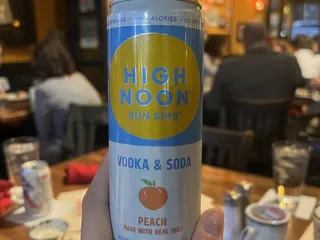 CALORIES
HIGH
NOON
SUN SIPS
VODKA & SODA
PEACH
MADE WITH REAL JUICE